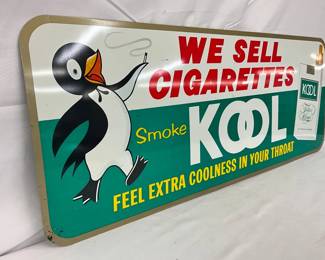 WE SELL
CIGARETTES
KOOL
Smoke KOOL
FEEL EXTRA COOLNESS IN YOUR THROAT